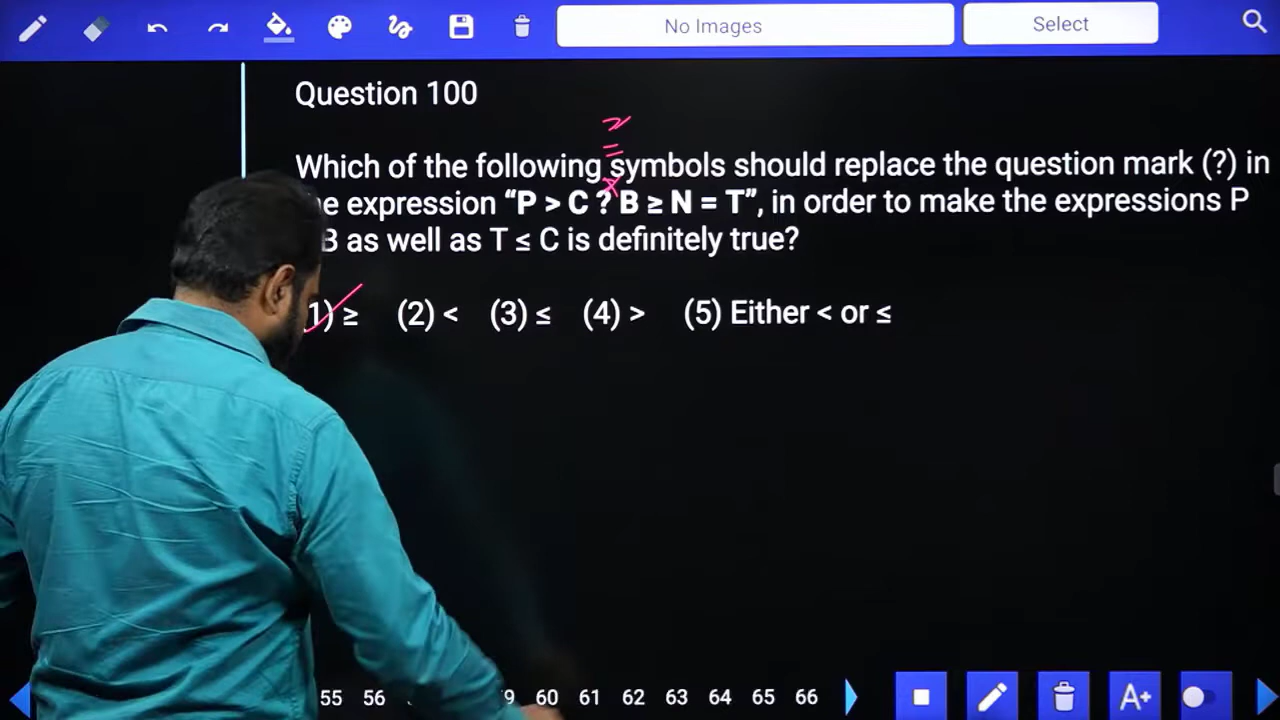 No Images
Select
Question 100
Which of the following symbols should replace the question mark (?) in
expression “P > C ? B ≥ N = T”, in order to make the expressions P
B as well as T ≤ C is definitely true?
1) ≥ (2) < (3) ≤ (4) > (5) Either < or ≤
55 56 60 61 62 63 64 65 66
A+